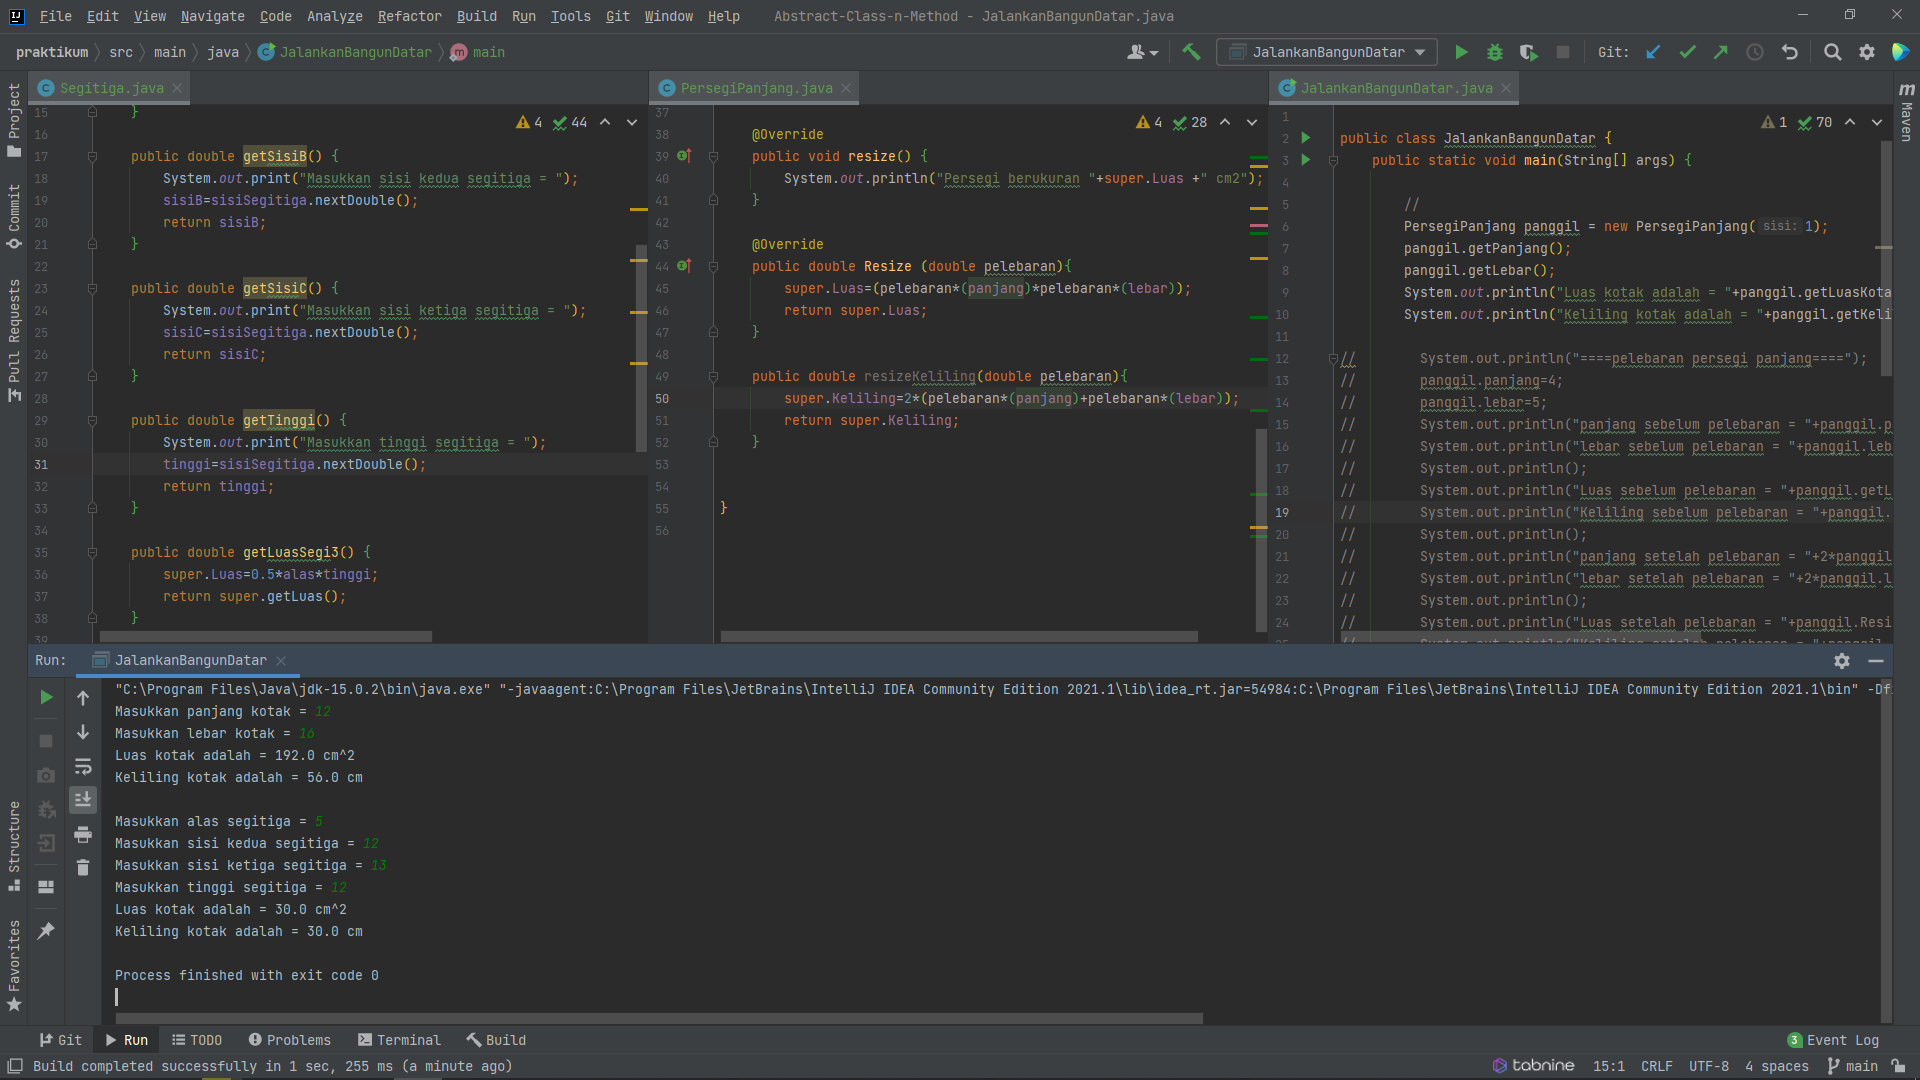 File Edit View Navigate Code Analyze Refactor Build Run Tools Git Window Help Abstract-Class-n-Method - JalankanBangunDatar.java
praktikum src main java JalankanBangunDatar main JalankanBangunDatar Git:
Project
Commit
Pull Requests
Structure
Favorites
Maven
Segitiga.java
4 44
15 }
16
17 public double getSisiB() {
18 System.out.print("Masukkan sisi kedua segitiga = ");
19 sisiB=sisiSegitiga.nextDouble();
20 return sisiB;
21 }
22
23 public double getSisiC() {
24 System.out.print("Masukkan sisi ketiga segitiga = ");
25 sisiC=sisiSegitiga.nextDouble();
26 return sisiC;
27 }
28
29 public double getTinggi() {
30 System.out.print("Masukkan tinggi segitiga = ");
31 tinggi=sisiSegitiga.nextDouble();
32 return tinggi;
33 }
34
35 public double getLuasSegi3() {
36 super.Luas=0.5*alas*tinggi;
37 return super.getLuas();
38 }
39
PersegiPanjang.java
4 28
37
38 @Override
39 public void resize() {
40 System.out.println("Persegi berukuran "+super.Luas +" cm2");
41 }
42
43 @Override
44 public double Resize (double pelebaran){
45 super.Luas=(pelebaran*(panjang)*pelebaran*(lebar));
46 return super.Luas;
47 }
48
49 public double resizeKeliling(double pelebaran){
50 super.Keliling=2*(pelebaran*(panjang)+pelebaran*(lebar));
51 return super.Keliling;
52 }
53
54
55 }
56
JalankanBangunDatar.java
1 70
1
2 public class JalankanBangunDatar {
3 public static void main(String[] args) {
4
5 //
6 PersegiPanjang panggil = new PersegiPanjang( sisi: 1);
7 panggil.getPanjang();
8 panggil.getLebar();
9 System.out.println("Luas kotak adalah = "+panggil.getLuasKota
10 System.out.println("Keliling kotak adalah = "+panggil.getKeli
11
12 // System.out.println("====pelebaran persegi panjang====");
13 // panggil.panjang=4;
14 // panggil.lebar=5;
15 // System.out.println("panjang sebelum pelebaran = "+panggil.p
16 // System.out.println("lebar sebelum pelebaran = "+panggil.leb
17 // System.out.println();
18 // System.out.println("Luas sebelum pelebaran = "+panggil.getL
19 // System.out.println("Keliling sebelum pelebaran = "+panggil.
20 // System.out.println();
21 // System.out.println("panjang setelah pelebaran = "+2*panggil
22 // System.out.println("lebar setelah pelebaran = "+2*panggil.l
23 // System.out.println();
24 // System.out.println("Luas setelah pelebaran = "+panggil.Resi
Run: JalankanBangunDatar
"C:\Program Files\Java\jdk-15.0.2\bin\java.exe" "-javaagent:C:\Program Files\JetBrains\IntelliJ IDEA Community Edition 2021.1\lib\idea_rt.jar=54984:C:\Program Files\JetBrains\IntelliJ IDEA Community Edition 2021.1\bin" -Df
Masukkan panjang kotak = 12
Masukkan lebar kotak = 16
Luas kotak adalah = 192.0 cm^2
Keliling kotak adalah = 56.0 cm
Masukkan alas segitiga = 5
Masukkan sisi kedua segitiga = 12
Masukkan sisi ketiga segitiga = 13
Masukkan tinggi segitiga = 12
Luas kotak adalah = 30.0 cm^2
Keliling kotak adalah = 30.0 cm
Process finished with exit code 0
Git Run TODO Problems Terminal Build 3 Event Log
Build completed successfully in 1 sec, 255 ms (a minute ago) tabnine 15:1 CRLF UTF-8 4 spaces main